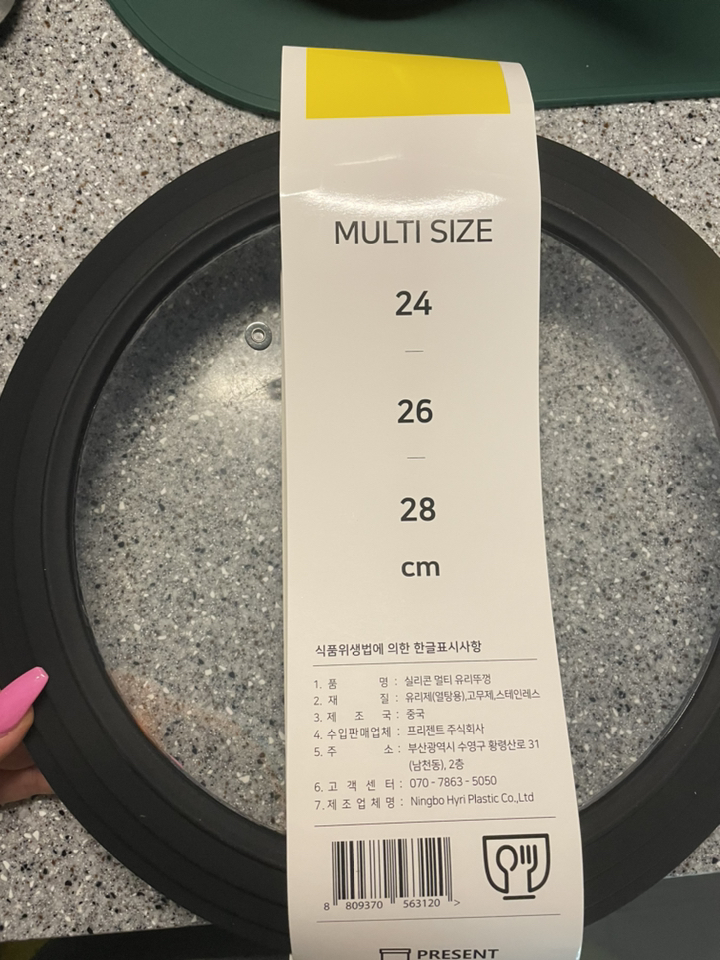 MULTI SIZE
24
26
28
cm
식품위생법에 의한 한글표시사항
1. 품 명 : 실리콘 멀티 유리뚜껑
2. 재 질 : 유리제(열탕용),고무제,스테인레스
3. 제 조 국 : 중국
4. 수입판매업체 : 프리젠트 주식회사
5. 주 소 : 부산광역시 수영구 황령산로 31
(남천동), 2층
6. 고 객 센 터 : 070 - 7863 - 5050
7. 제 조 업 체 명 : Ningbo Hyri Plastic Co.,Ltd
8 809370 563120 >
PRESENT